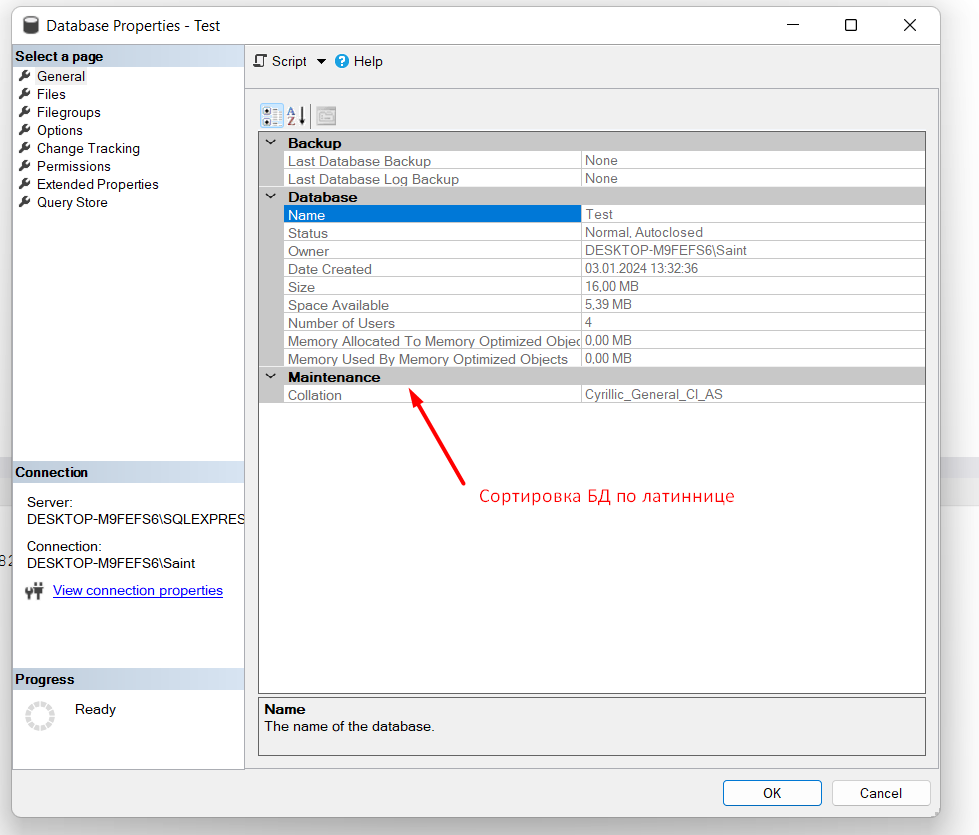 Database Properties - Test
Select a page
General
Files
Filegroups
Options
Change Tracking
Permissions
Extended Properties
Query Store
Script
Help
Backup
Last Database Backup None
Last Database Log Backup None
Database
Name Test
Status Normal, Autoclosed
Owner DESKTOP-M9FEFS6\Saint
Date Created 03.01.2024 13:32:36
Size 16,00 MB
Space Available 5,39 MB
Number of Users 4
Memory Allocated To Memory Optimized Objec 0,00 MB
Memory Used By Memory Optimized Objects 0,00 MB
Maintenance
Collation Cyrillic_General_CI_AS
Сортировка БД по латиннице
Connection
Server:
DESKTOP-M9FEFS6\SQLEXPRES
Connection:
DESKTOP-M9FEFS6\Saint
View connection properties
Progress
Ready
Name
The name of the database.
OK
Cancel